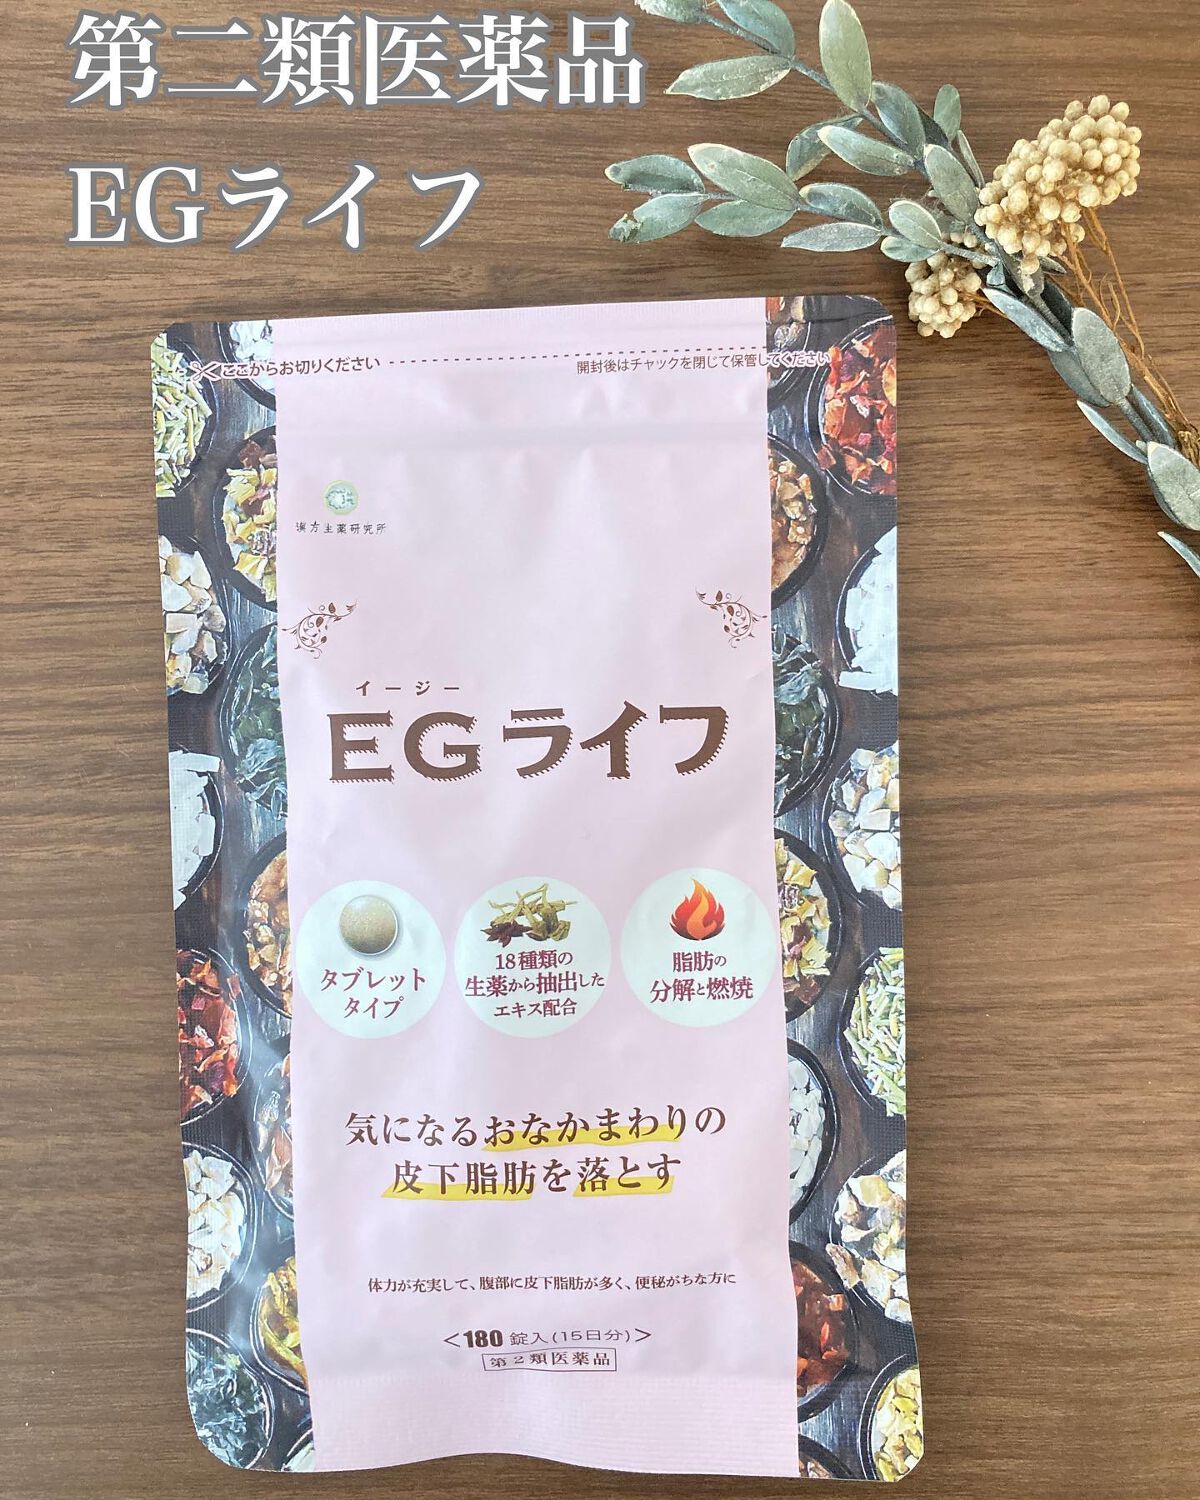 第二類医薬品
EGライフ
ここからお切りください
開封後はチャックを閉じて保管してください
漢方生薬研究所
イージー
EGライフ
タブレット
タイプ
18種類の
生薬から抽出した
エキス配合
脂肪の
分解と燃焼
気になるおなかまわりの
皮下脂肪を落とす
体力が充実して、腹部に皮下脂肪が多く、便秘がちな方に
<180錠入(15日分)>
第2類医薬品